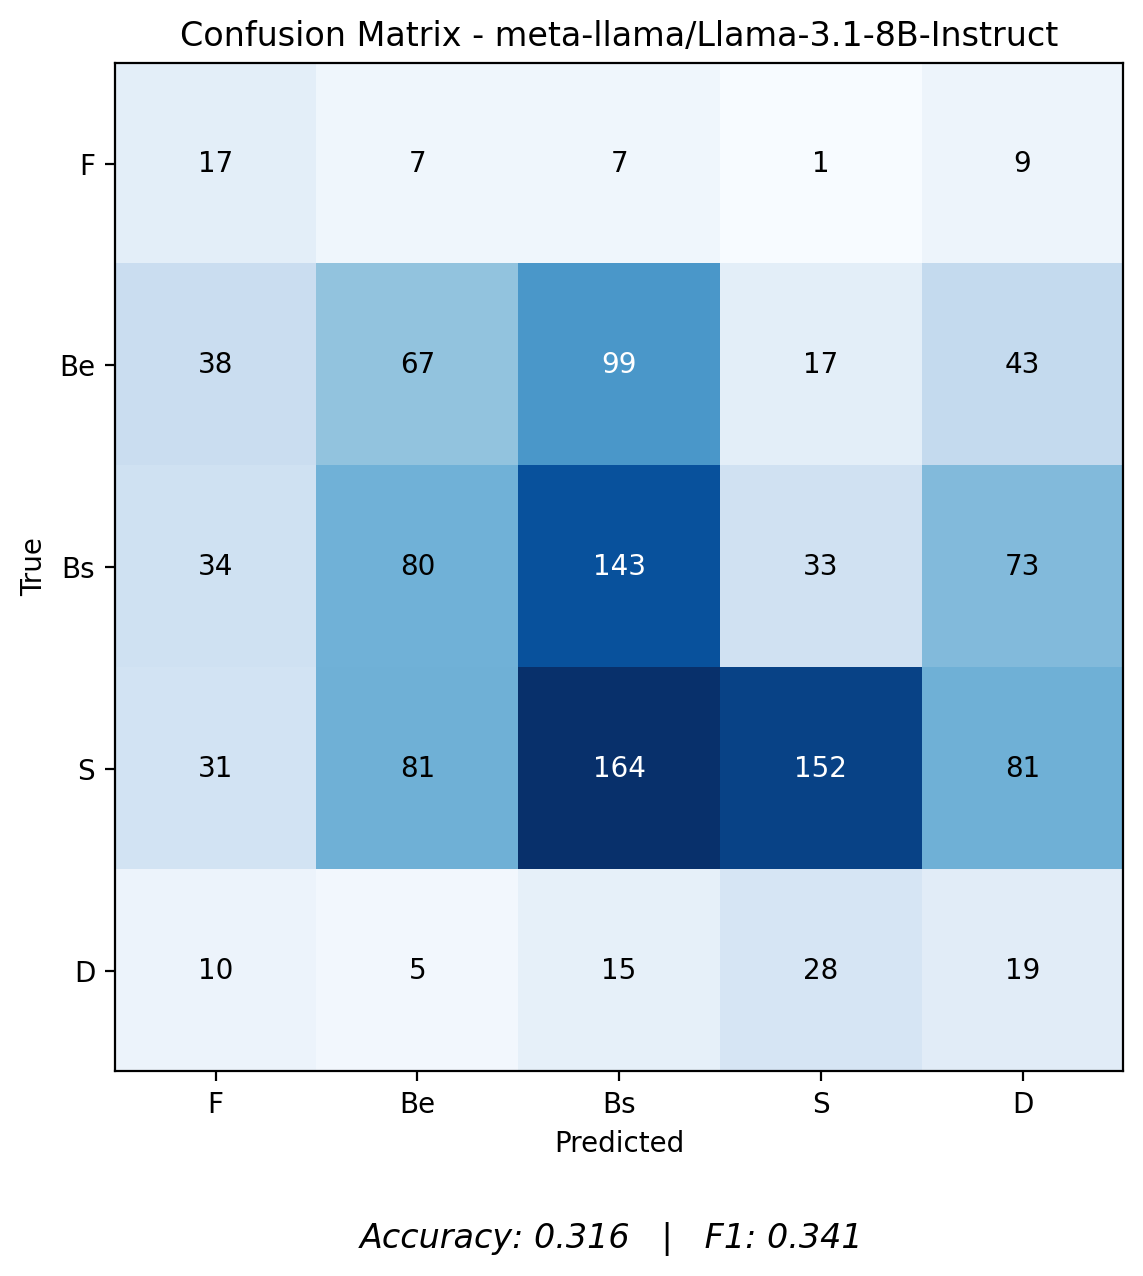 Confusion Matrix - meta-llama/Llama-3.1-8B-Instruct
F 17 7 7 1 9
Be 38 67 99 17 43
Bs 34 80 143 33 73
S 31 81 164 152 81
D 10 5 15 28 19
True
F Be Bs S D
Predicted
Accuracy: 0.316 | F1: 0.341